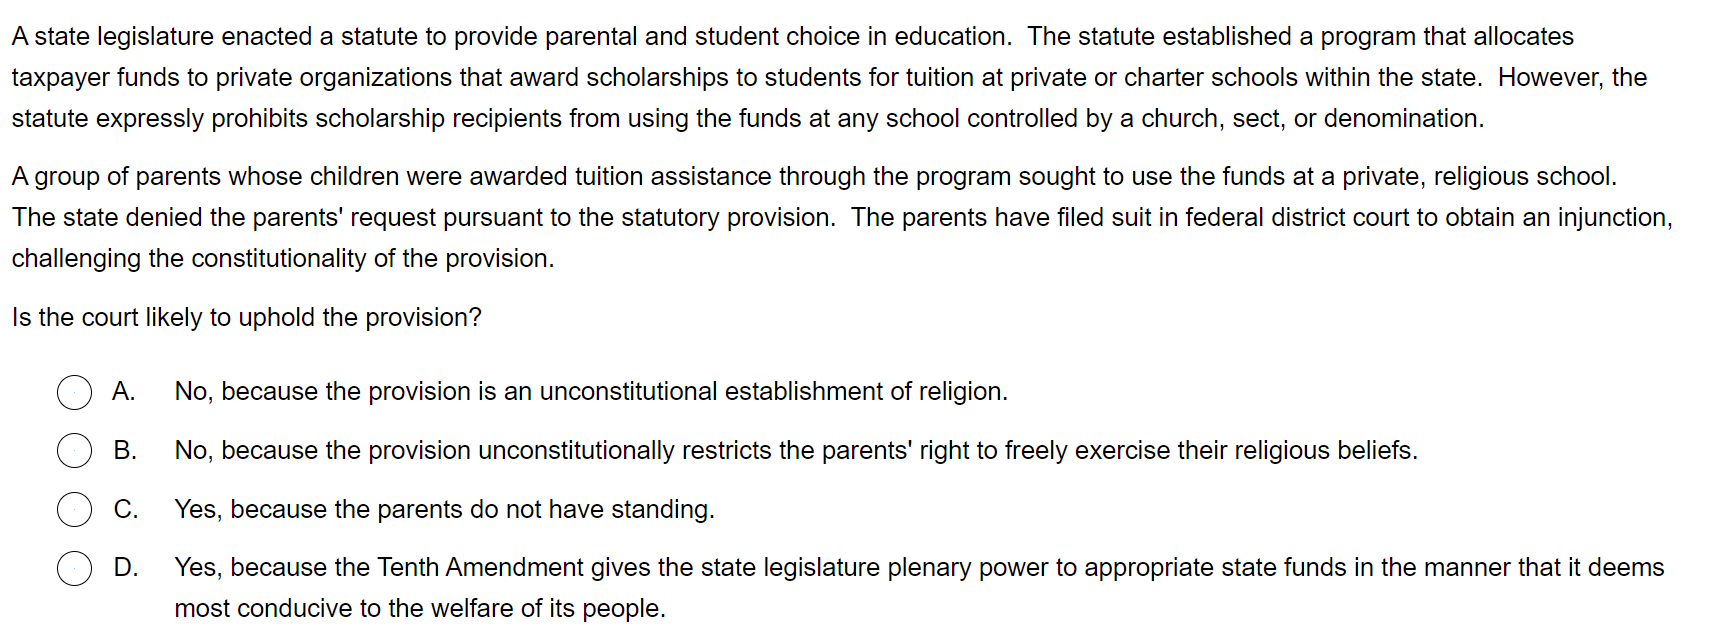 A state legislature enacted a statute to provide parental and student choice in education.  The statute established a program that allocates
taxpayer funds to private organizations that award scholarships to students for tuition at private or charter schools within the state.  However, the
statute expressly prohibits scholarship recipients from using the funds at any school controlled by a church, sect, or denomination.
A group of parents whose children were awarded tuition assistance through the program sought to use the funds at a private, religious school.
The state denied the parents' request pursuant to the statutory provision.  The parents have filed suit in federal district court to obtain an injunction,
challenging the constitutionality of the provision.
Is the court likely to uphold the provision?
A. No, because the provision is an unconstitutional establishment of religion.
B. No, because the provision unconstitutionally restricts the parents' right to freely exercise their religious beliefs.
C. Yes, because the parents do not have standing.
D. Yes, because the Tenth Amendment gives the state legislature plenary power to appropriate state funds in the manner that it deems
most conducive to the welfare of its people.